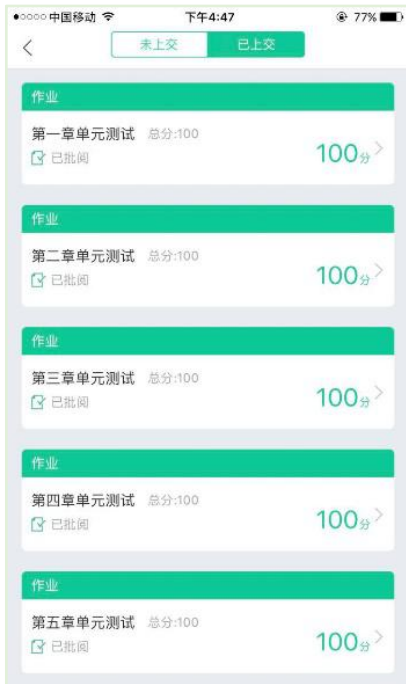 中国移动 下午4:47 77%
未上交 已上交
作业
第一章单元测试 总分:100
已批阅 100分
作业
第二章单元测试 总分:100
已批阅 100分
作业
第三章单元测试 总分:100
已批阅 100分
作业
第四章单元测试 总分:100
已批阅 100分
作业
第五章单元测试 总分:100
已批阅 100分